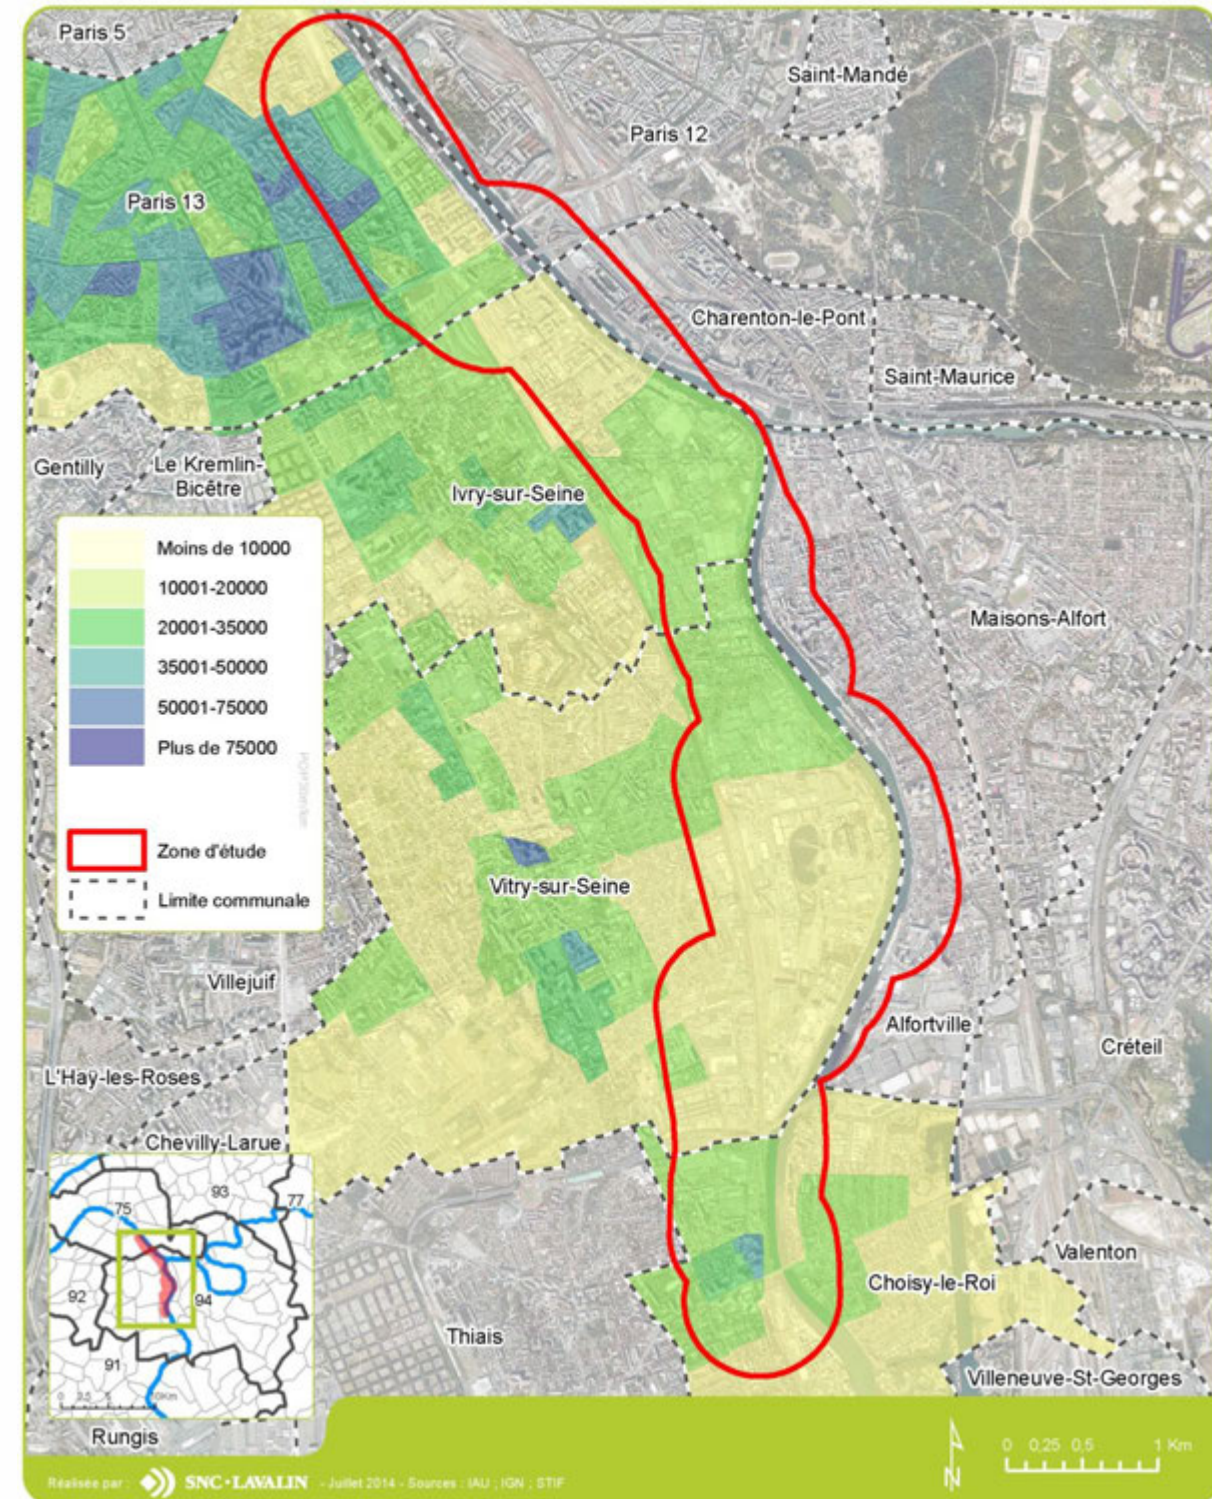 Paris 5
Saint-Mandé
Paris 12
Paris 13
Charenton-le-Pont
Saint-Maurice
Gentilly
Le Kremlin-
Bicêtre
Ivry-sur-Seine
Moins de 10000
10001-20000
20001-35000
35001-50000
50001-75000
Plus de 75000
Zone d'étude
Limite communale
Maisons-Alfort
Vitry-sur-Seine
Villejuif
Alfortville
Créteil
L'Haÿ-les-Roses
Chevilly-Larue
93
77
75
92
94
91
Valenton
Choisy-le-Roi
Thiais
Villeneuve-St-Georges
Rungis
N
0 0,25 0,5 1 Km
Réalisée par : SNC·LAVALIN - Juillet 2014 - Sources : IAU ; IGN ; STIF